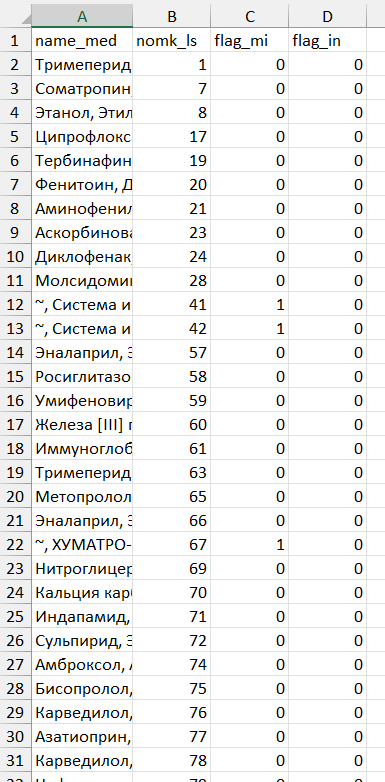 A B C D
1 name_med nomk_ls flag_mi flag_in
2 Тримеперид 1 0 0
3 Соматропин, 7 0 0
4 Этанол, Этил 8 0 0
5 Ципрофлокс 17 0 0
6 Тербинафин 19 0 0
7 Фенитоин, Д 20 0 0
8 Аминофенил 21 0 0
9 Аскорбинова 23 0 0
10 Диклофенак 24 0 0
11 Молсидомин 28 0 0
12 ~, Система и 41 1 0
13 ~, Система и 42 1 0
14 Эналаприл, Э 57 0 0
15 Росиглитазо 58 0 0
16 Умифеновир 59 0 0
17 Железа [III] г 60 0 0
18 Иммуноглоб 61 0 0
19 Тримеперид 63 0 0
20 Метопролол 65 0 0
21 Эналаприл, Э 66 0 0
22 ~, ХУМАТРО- 67 1 0
23 Нитроглицер 69 0 0
24 Кальция карб 70 0 0
25 Индапамид, 71 0 0
26 Сульпирид, Э 72 0 0
27 Амброксол, А 74 0 0
28 Бисопролол, 75 0 0
29 Карведилол, 76 0 0
30 Азатиоприн, 77 0 0
31 Карведилол, 78 0 0